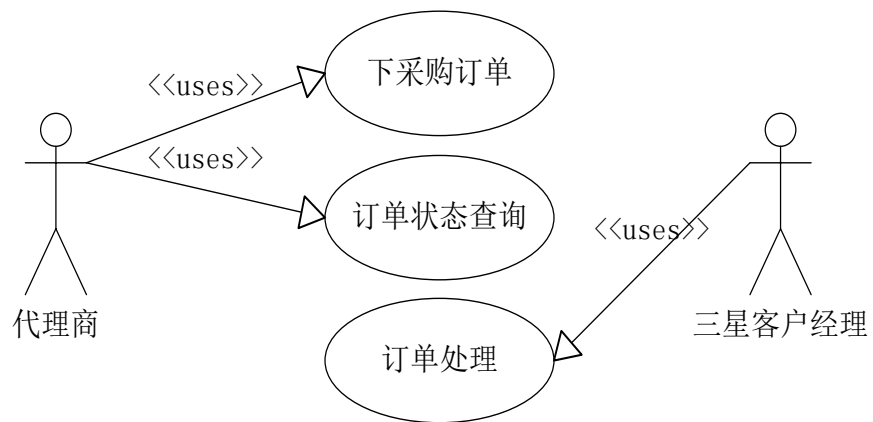 下采购订单
<<uses>>
<<uses>>
订单状态查询
<<uses>>
代理商
三星客户经理
订单处理